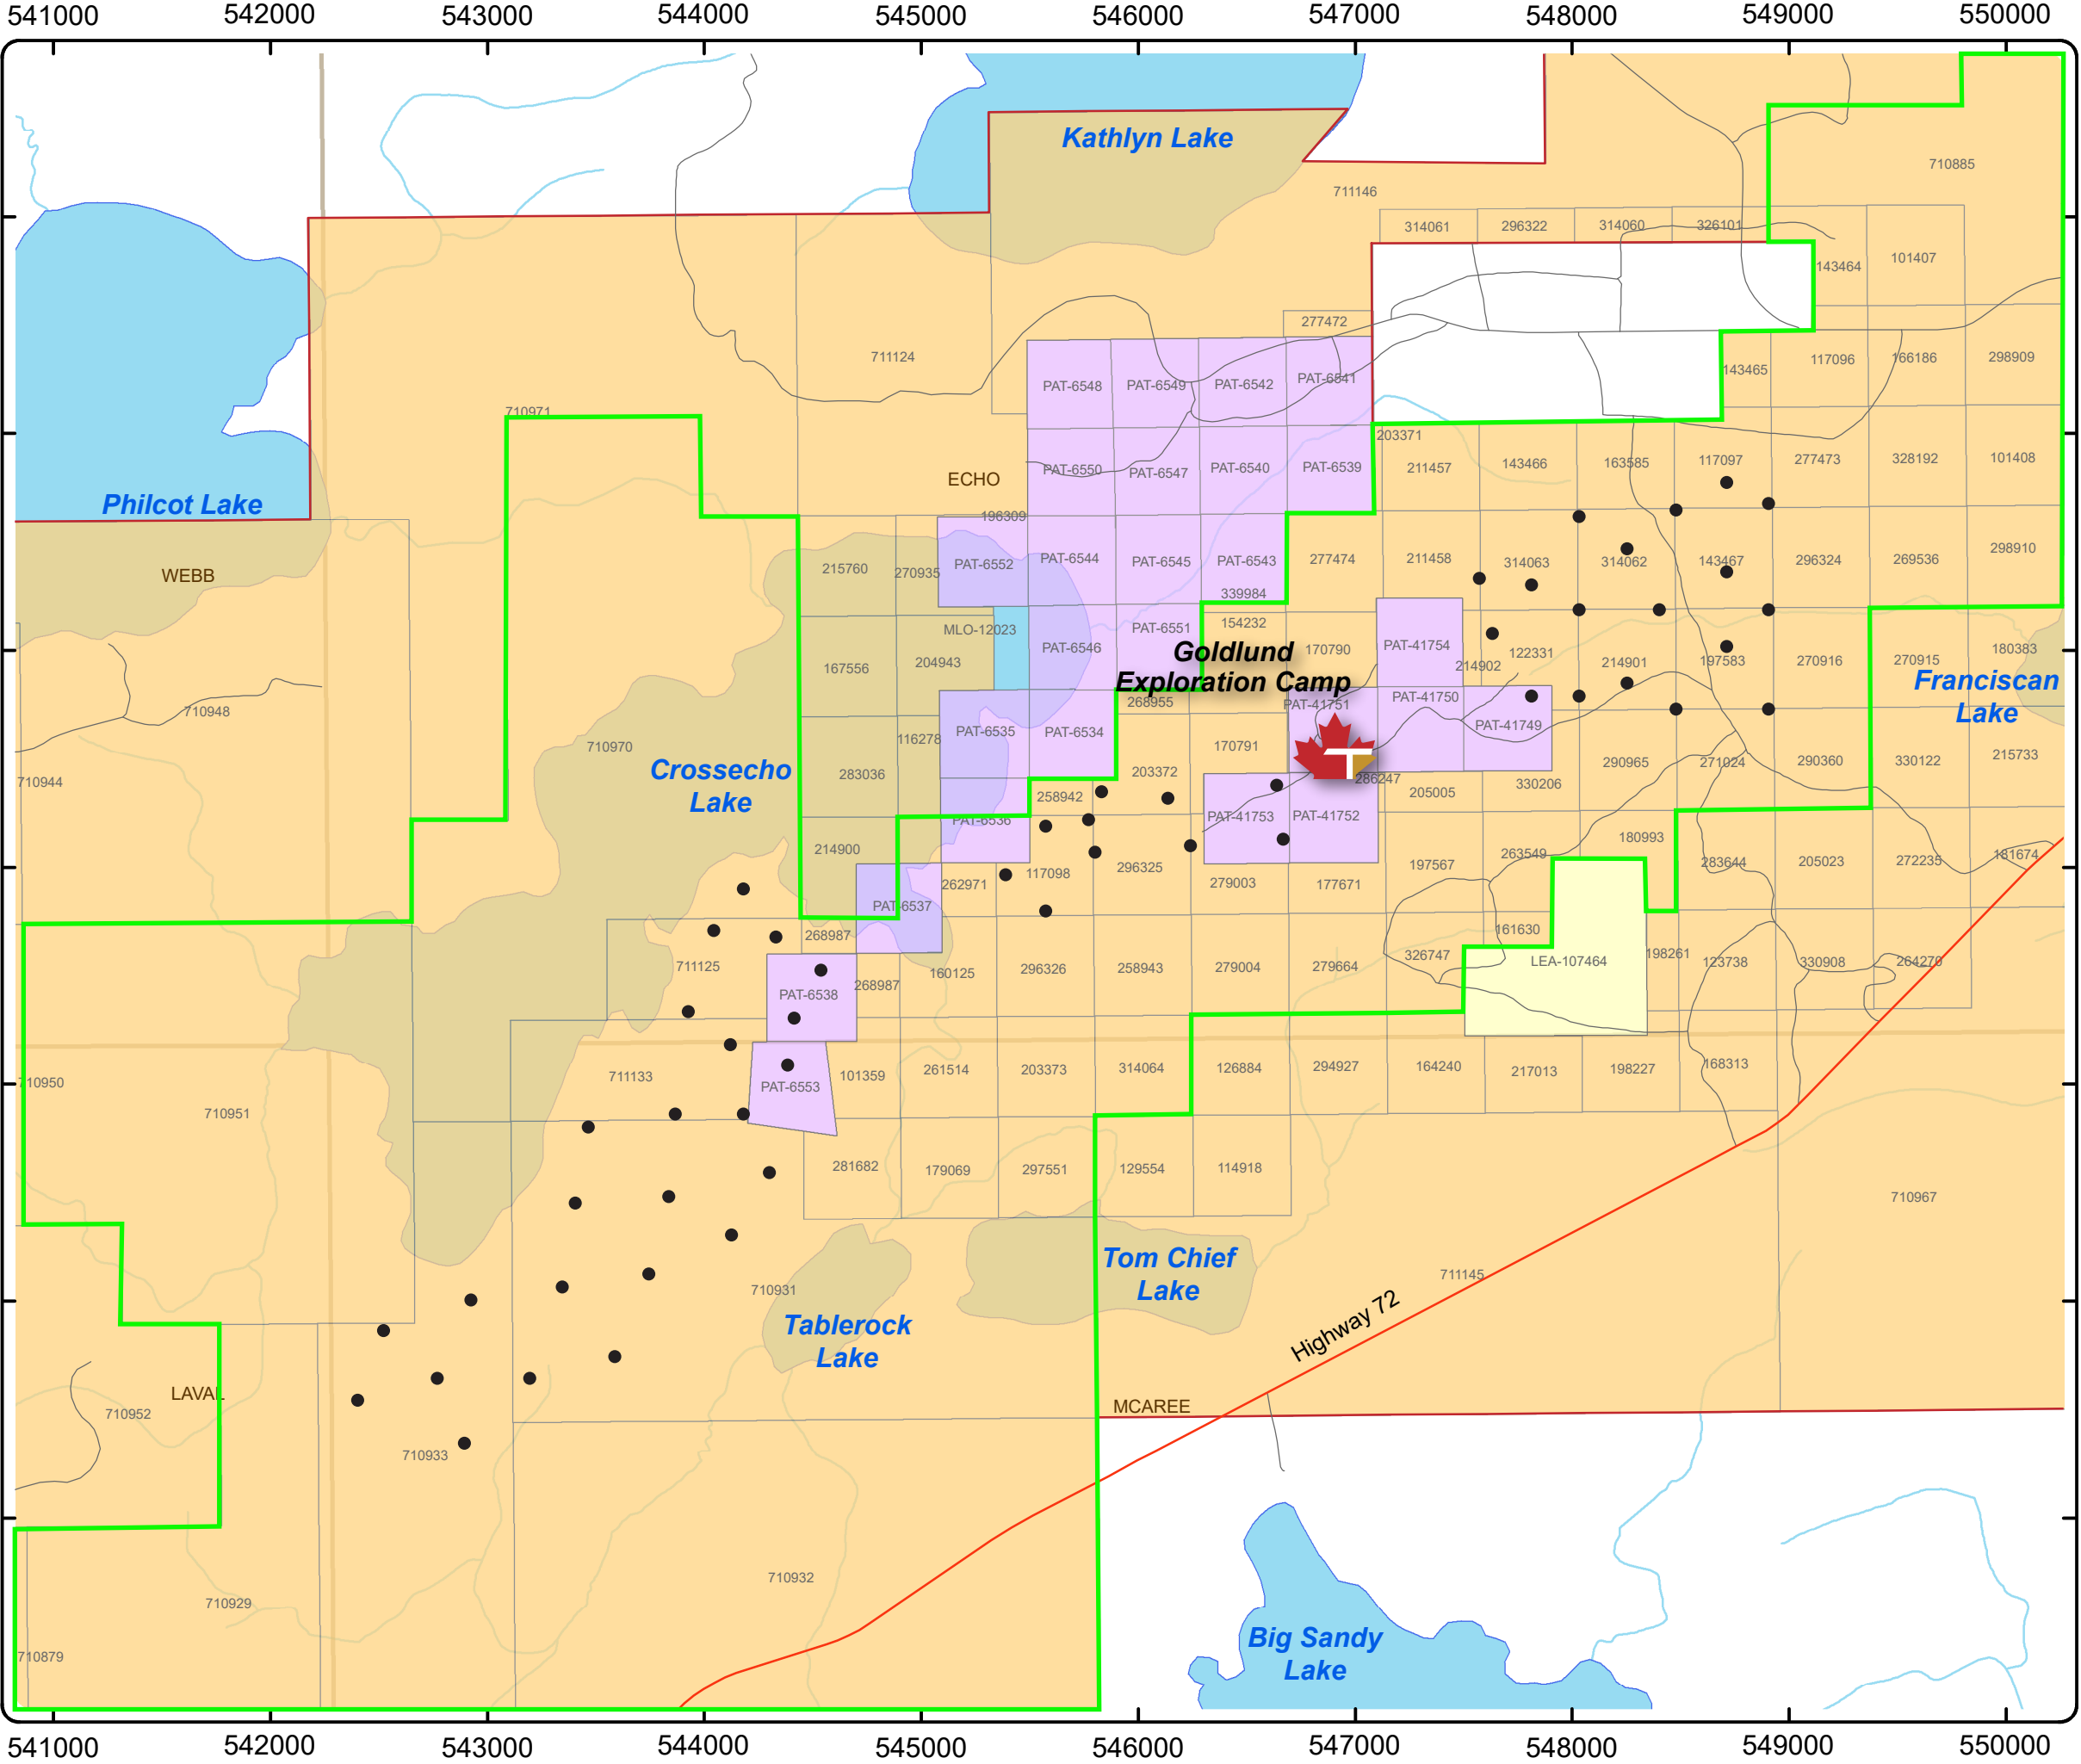 541000 542000 543000 544000 545000 546000 547000 548000 549000 550000
Kathlyn Lake
710885
711146
314061 296322 314060 326101
143464 101407
277472
711124
117096 166186 298909
143465
PAT-6548 PAT-6549 PAT-6542 PAT-6541
710971
203371
ECHO
PAT-6550 PAT-6547 PAT-6540 PAT-6539
211457 143466 163585 117097 277473 328192 101408
Philcot Lake
196309
WEBB
215760 270935 PAT-6552 PAT-6544 PAT-6545 PAT-6543 277474 211458 314063 314062 143467 296324 269536 298910
339984
MLO-12023
PAT-6551 154232
167556 204943 PAT-6546
Goldlund
Exploration Camp
170790 PAT-41754 214902 122331 214901 197583 270916 270915 180383
Franciscan
Lake
710948
268955 PAT-41751 PAT-41750
PAT-41749
710970
116278 PAT-6535 PAT-6534 170791
T
Crossecho
Lake
710944
283036
203372 286247
290965 271024 290360 330122 215733
258942
205005 330206
PAT-6536 PAT-41753 PAT-41752
214900
180993
117098 296325 279003 177671 197567 263549 283644 205023 272235 181674
262971
PAT-6537
268987
161630
711125
160125 296326 258943 279004 279664 326747 LEA-107464 198261 123738 330908 264270
PAT-6538 268987
710950
710951
711133
PAT-6553 101359 261514 203373 314064 126884 294927 164240 217013 198227 168313
281682 179069 297551 129554 114918
710967
Tom Chief
Lake
711145
710931
Tablerock
Lake
Highway 72
LAVAL
710952
MCAREE
710933
710932
710929
Big Sandy
Lake
710879
541000 542000 543000 544000 545000 546000 547000 548000 549000 550000